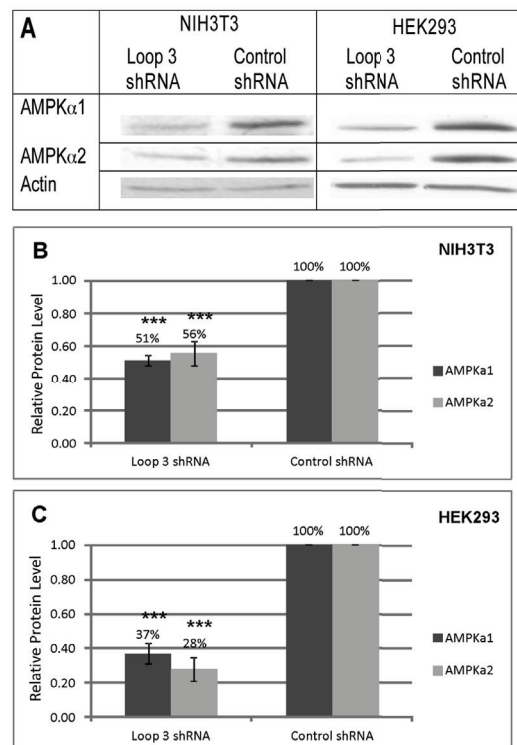 A
NIH3T3
HEK293
Loop 3 shRNA
Control shRNA
Loop 3 shRNA
Control shRNA
AMPKα1
AMPKα2
Actin
B
NIH3T3
Relative Protein Level
1.00
0.80
0.60
0.40
0.20
0.00
***
51%
***
56%
100%
100%
Loop 3 shRNA
Control shRNA
AMPKa1
AMPKa2
C
HEK293
Relative Protein Level
1.00
0.80
0.60
0.40
0.20
0.00
***
37%
***
28%
100%
100%
Loop 3 shRNA
Control shRNA
AMPKa1
AMPKa2